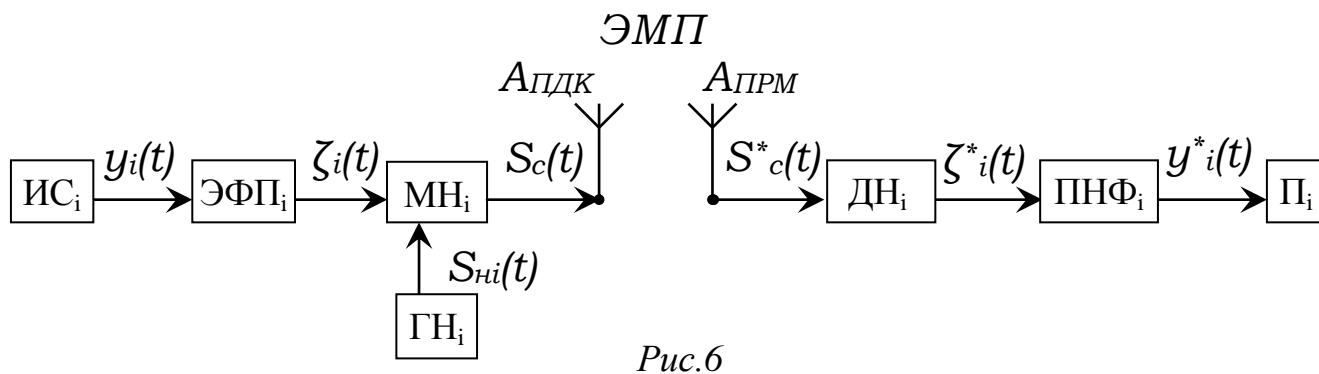 ЭМП
AПДК AПРМ
yi(t) ζi(t) Sc(t) S*c(t) ζ*i(t) y*i(t)
ИСi ЭФПi МНi ДНi ПНФi Пi
Sнi(t)
ГНi
Рис.6